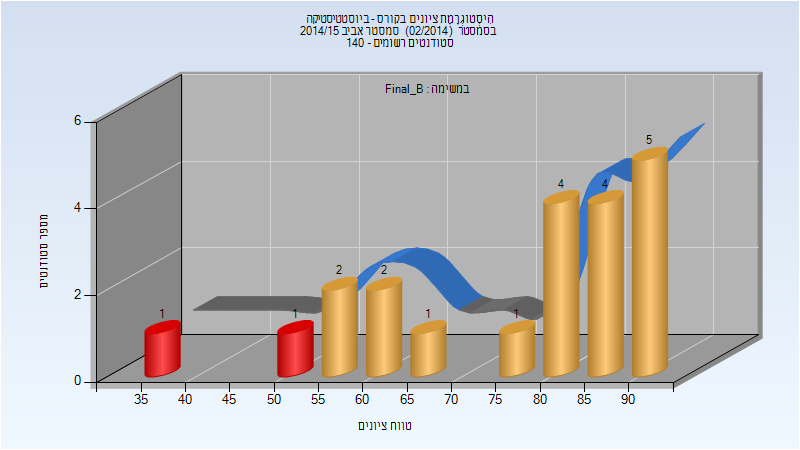 היסטוגרמת ציונים בקורס - ביוסטטיסטיקה
בסמסטר (02/2014) סמסטר אביב 2014/15
סטודנטים רשומים - 140
במשימה : Final_B
מספר סטודנטים
6
4
2
0
1
1
2
2
1
1
4
4
5
35 40 45 50 55 60 65 70 75 80 85 90
טווח ציונים